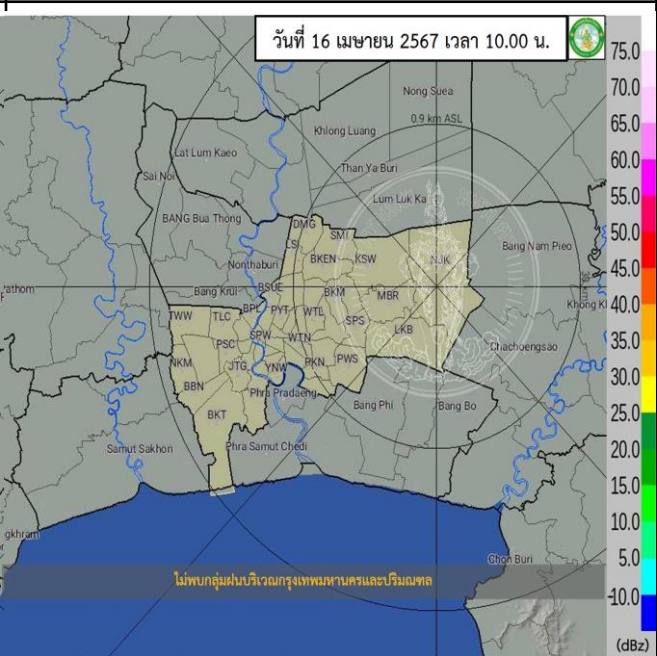 วันที่ 16 เมษายน 2567 เวลา 10.00 น.
75.0
70.0
65.0
60.0
55.0
50.0
45.0
40.0
35.0
30.0
25.0
20.0
15.0
10.0
5.0
-10.0
(dBz)
Nong Suea
0.9 km ASL
Khlong Luang
Lat Lum Kaeo
Than Ya Buri
Sai Noi
Lum Luk Ka
BANG Bua Thong
DMG
SMI
LSI
Bang Nam Pieo
BKEN
KSW
NJK
Nonthaburi
Bang Krui
BSUE
BKM
MBR
Khong Kh
TWW
TLC
BPL
PYT
WTL
SPS
LKB
PSC
SPW
WTN
Chachoengsao
NKM
JTG
YNW
PKN
PWS
BBN
Phra Pradaeng
BKT
Bang Phi
Bang Bo
Samut Sakhon
Phra Samut Chedi
gkhram
Chon Buri
ไม่พบกลุ่มฝนบริเวณกรุงเทพมหานครและปริมณฑล